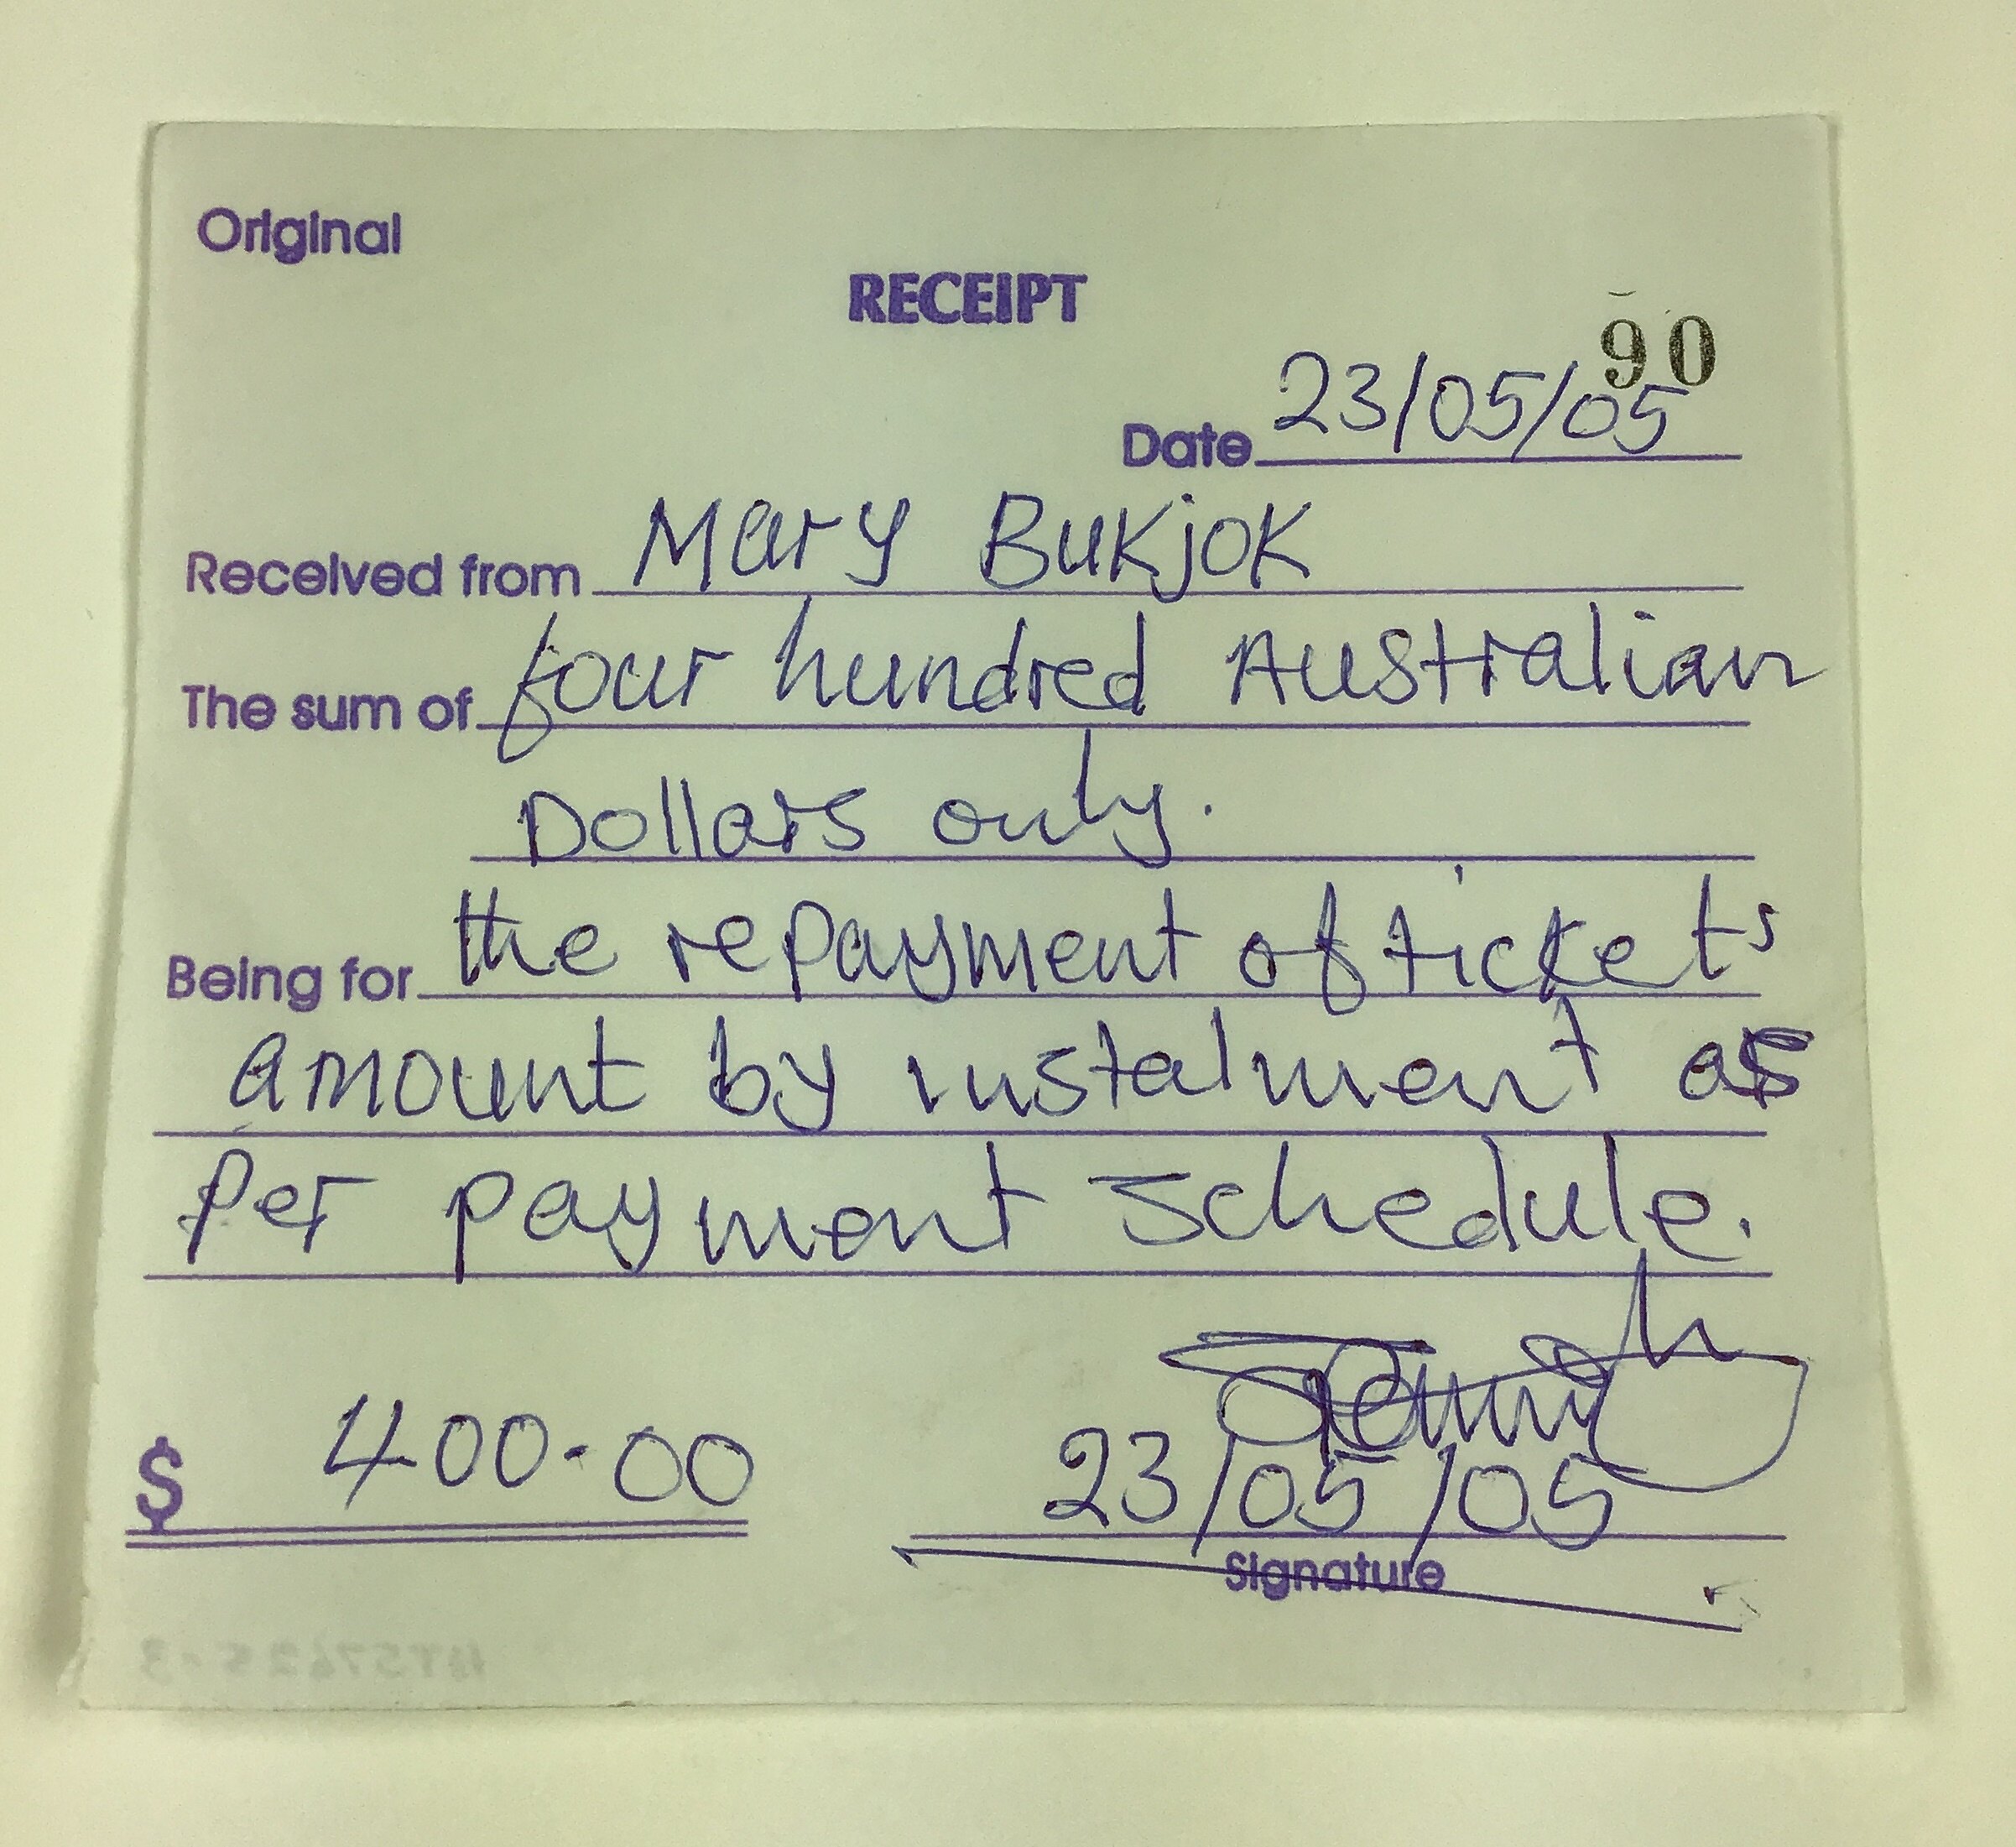 Original
RECEIPT
90
Date 23/05/05
Received from Mary Bukjok
The sum of four hundred Australian
Dollars only.
Being for the repayment of tickets
amount by instalment as
Per payment schedule.
$ 400.00
23/05/05
Signature